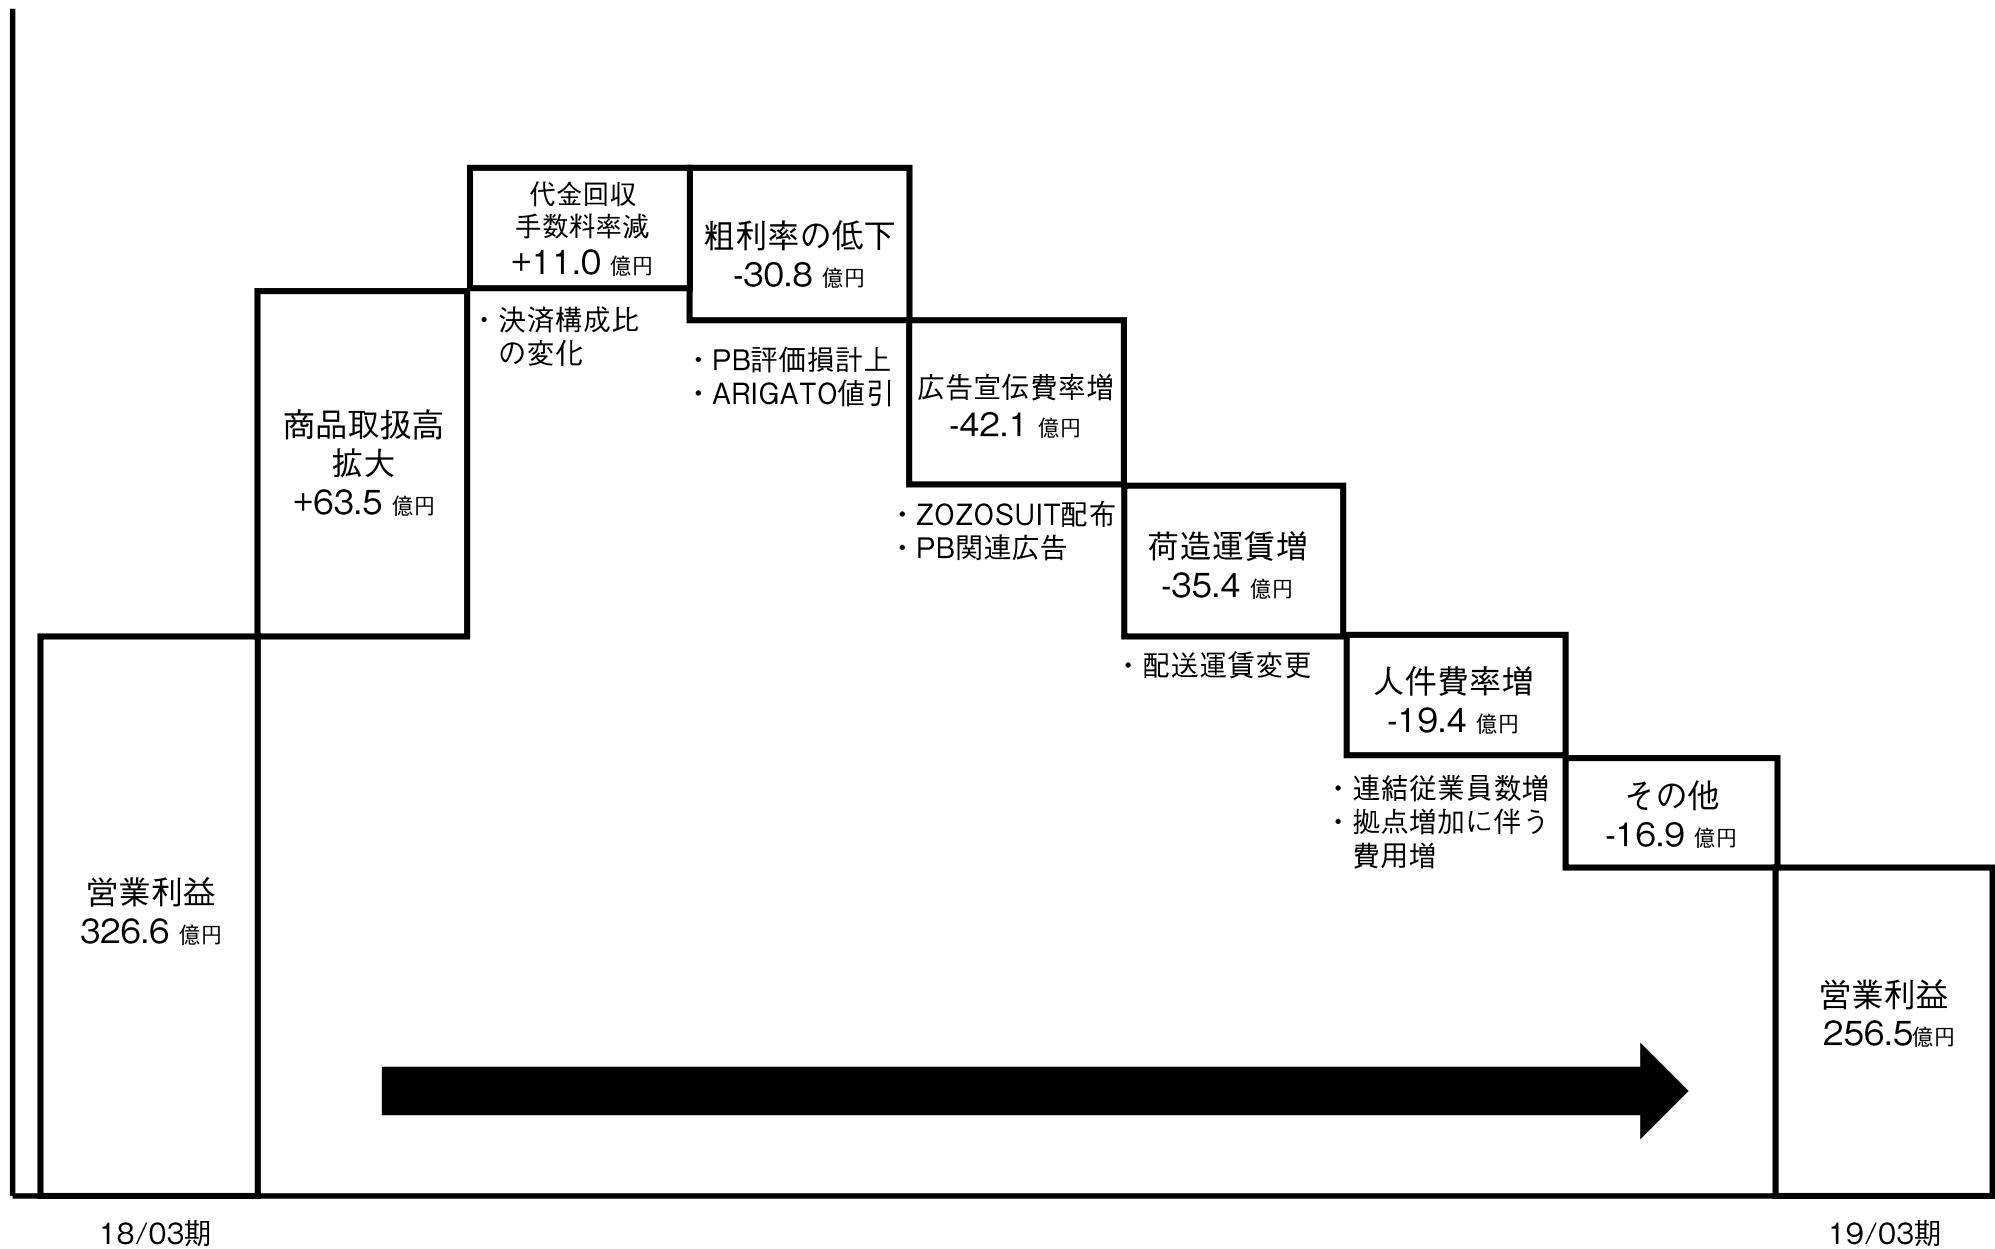 代金回収
手数料率減
+11.0 億円
・決済構成比
の変化
粗利率の低下
-30.8 億円
・PB評価損計上
・ARIGATO値引
商品取扱高
拡大
+63.5 億円
広告宣伝費率増
-42.1 億円
・ZOZOSUIT配布
・PB関連広告
荷造運賃増
-35.4 億円
・配送運賃変更
人件費率増
-19.4 億円
・連結従業員数増
・拠点増加に伴う
費用増
その他
-16.9 億円
営業利益
326.6 億円
営業利益
256.5億円
18/03期
19/03期